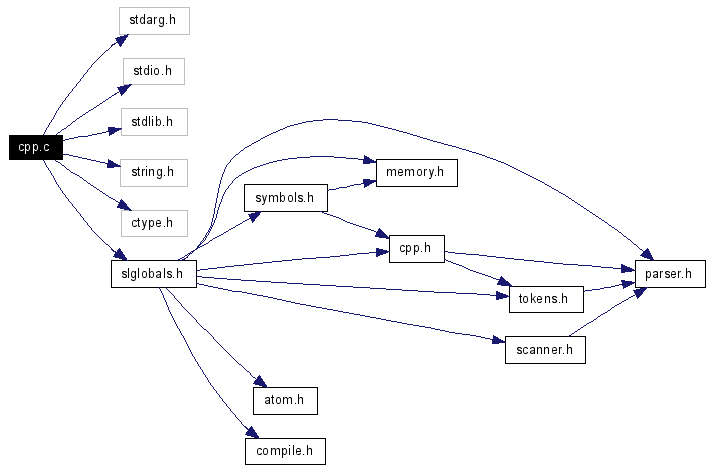 stdarg.h
stdio.h
stdlib.h
cpp.c
string.h
memory.h
symbols.h
ctype.h
cpp.h
slglobals.h
parser.h
tokens.h
scanner.h
atom.h
compile.h